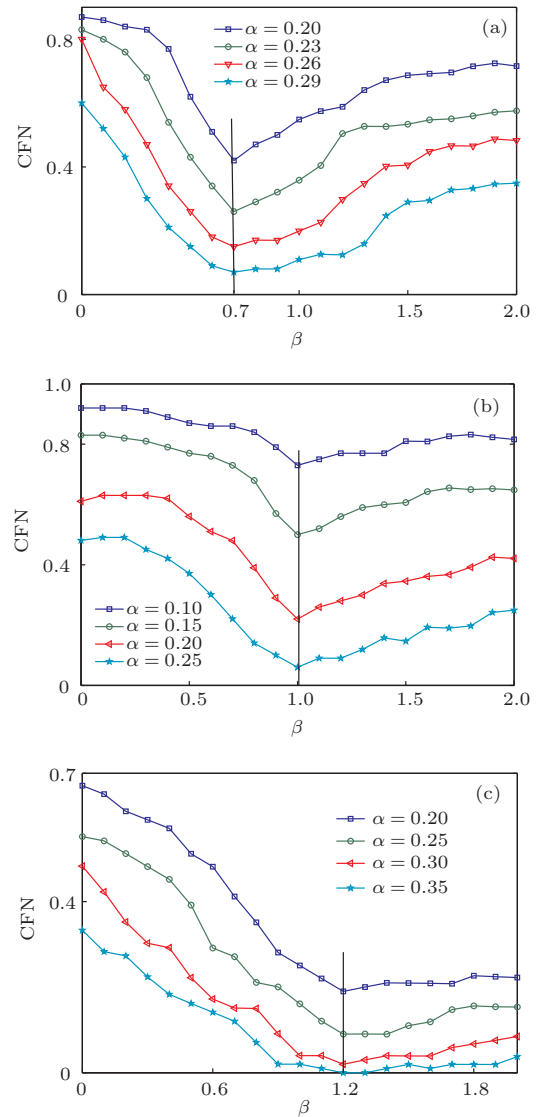 (a)
α = 0.20
α = 0.23
α = 0.26
α = 0.29
CFN
0.8
0.4
0
0 0.7 1.0 1.5 2.0
β
(b)
CFN
1.0
0.8
0.4
0
α = 0.10
α = 0.15
α = 0.20
α = 0.25
0 0.5 1.0 1.5 2.0
β
(c)
α = 0.20
α = 0.25
α = 0.30
α = 0.35
CFN
0.7
0.4
0
0 0.6 1.2 1.8
β